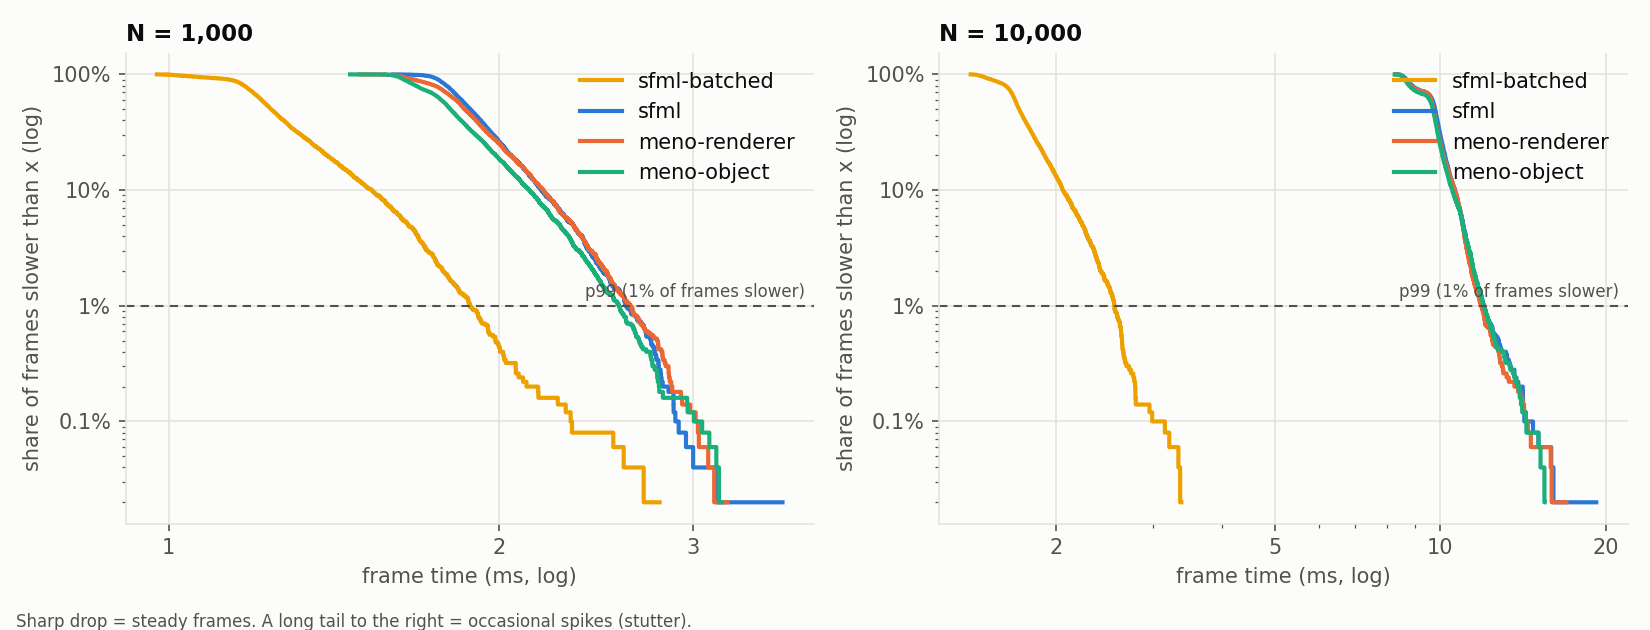 N = 1,000
100%
10%
1%
0.1%
share of frames slower than x (log)
sfml-batched
sfml
meno-renderer
meno-object
p99 (1% of frames slower)
1
2
3
frame time (ms, log)
N = 10,000
100%
10%
1%
0.1%
share of frames slower than x (log)
sfml-batched
sfml
meno-renderer
meno-object
p99 (1% of frames slower)
2
5
10
20
frame time (ms, log)
Sharp drop = steady frames. A long tail to the right = occasional spikes (stutter).